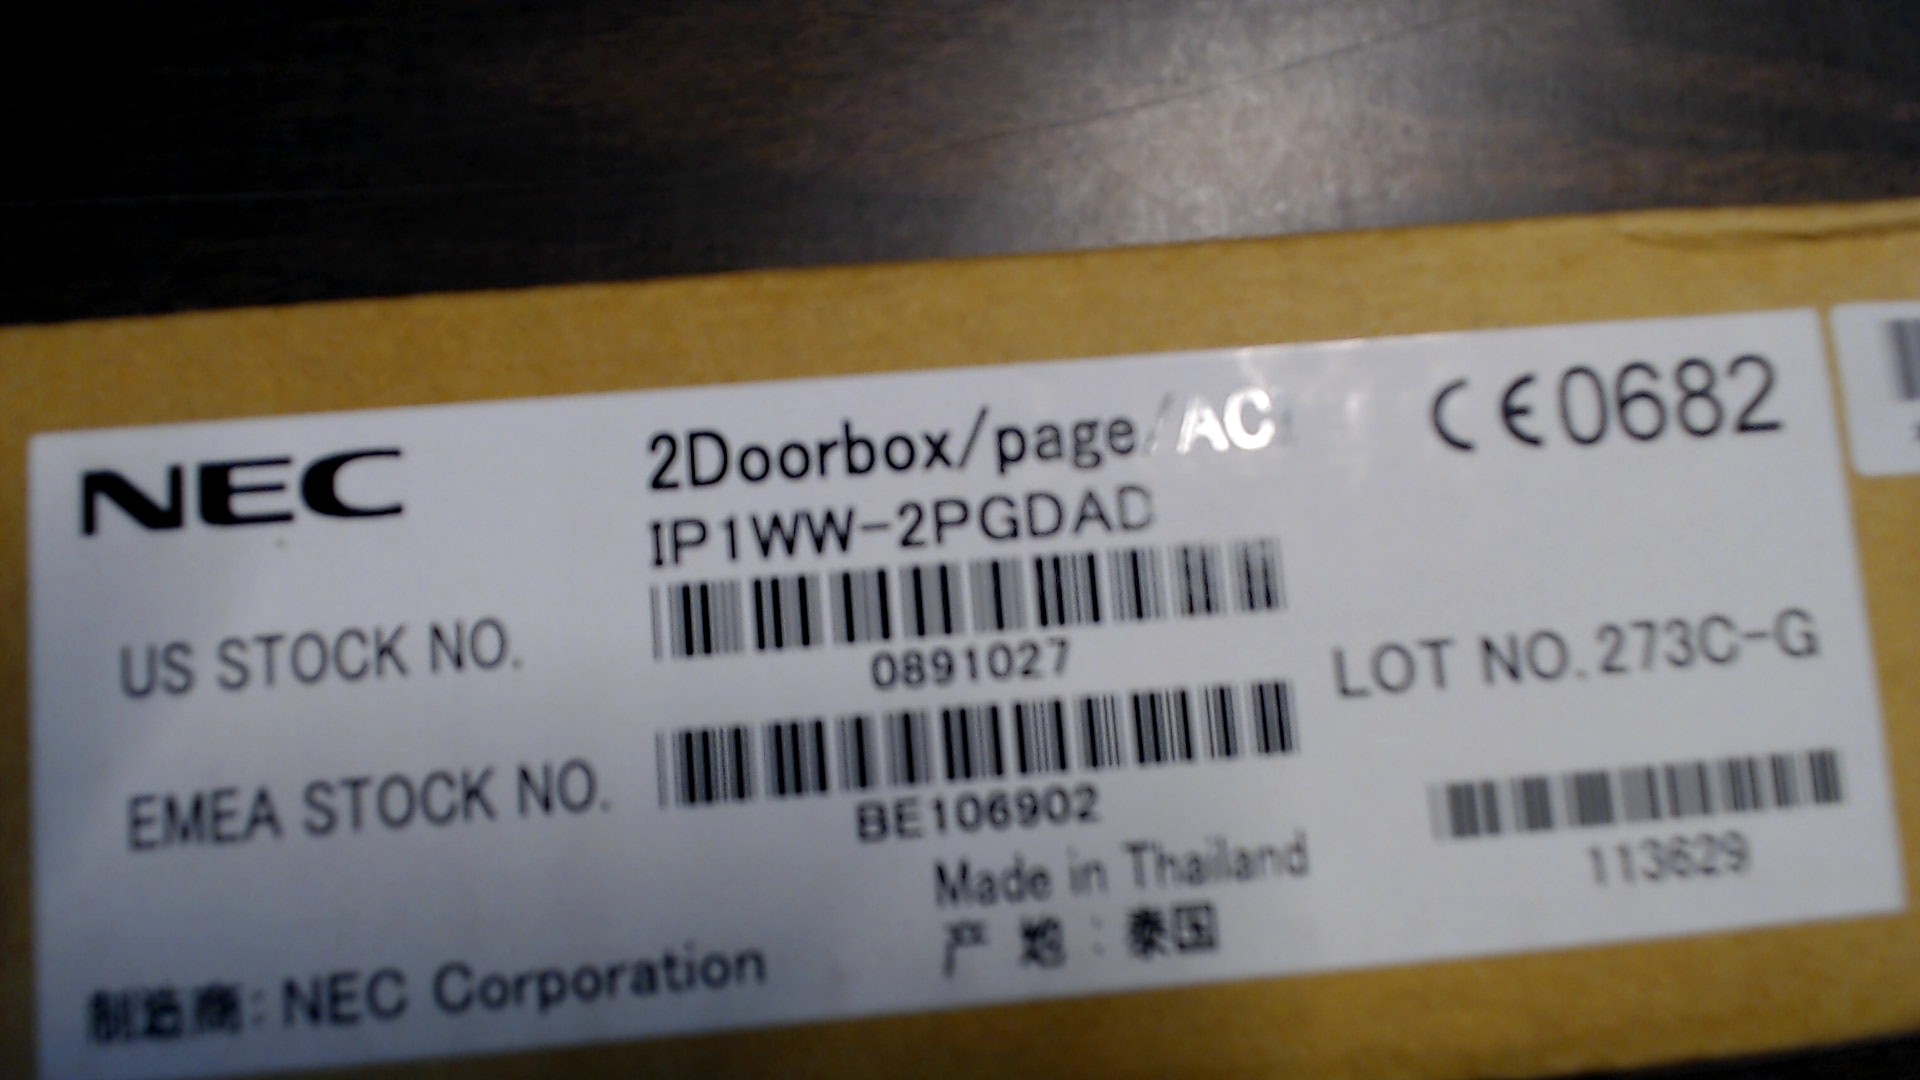 NEC
2Doorbox/page/AC
CE0682
IP1WW-2PGDAD
US STOCK NO.
0891027
LOT NO. 273C-G
EMEA STOCK NO.
BE106902
113629
Made in Thailand
产 地 : 泰国
制造商: NEC Corporation